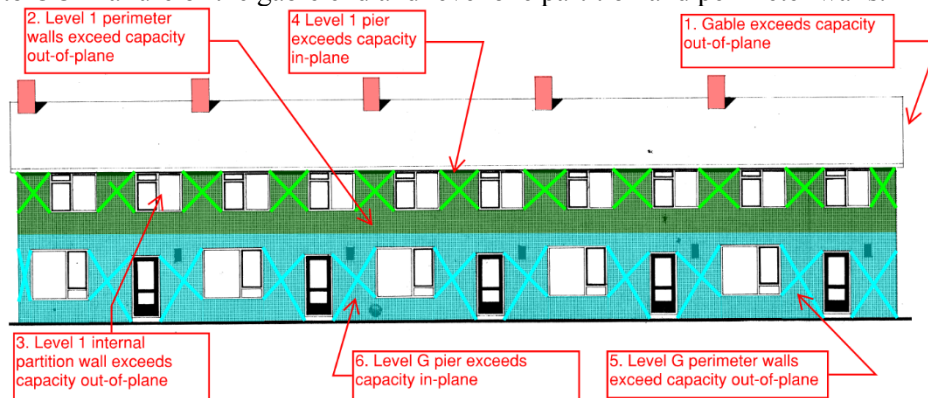 2. Level 1 perimeter
walls exceed capacity
out-of-plane
4 Level 1 pier
exceeds capacity
in-plane
1. Gable exceeds capacity
out-of-plane
3. Level 1 internal
partition wall exceeds
capacity out-of-plane
6. Level G pier exceeds
capacity in-plane
5. Level G perimeter walls
exceed capacity out-of-plane